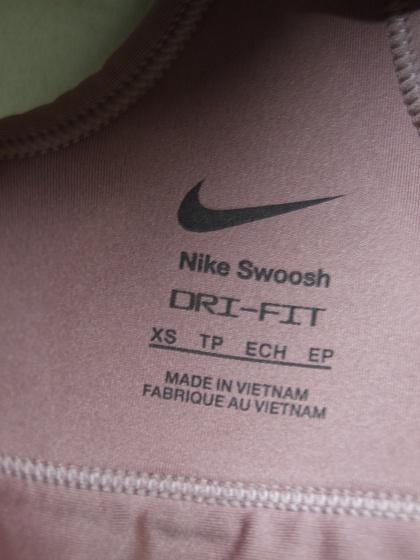 Nike Swoosh
DRI-FIT
XS TP ECH EP
MADE IN VIETNAM
FABRIQUE AU VIETNAM